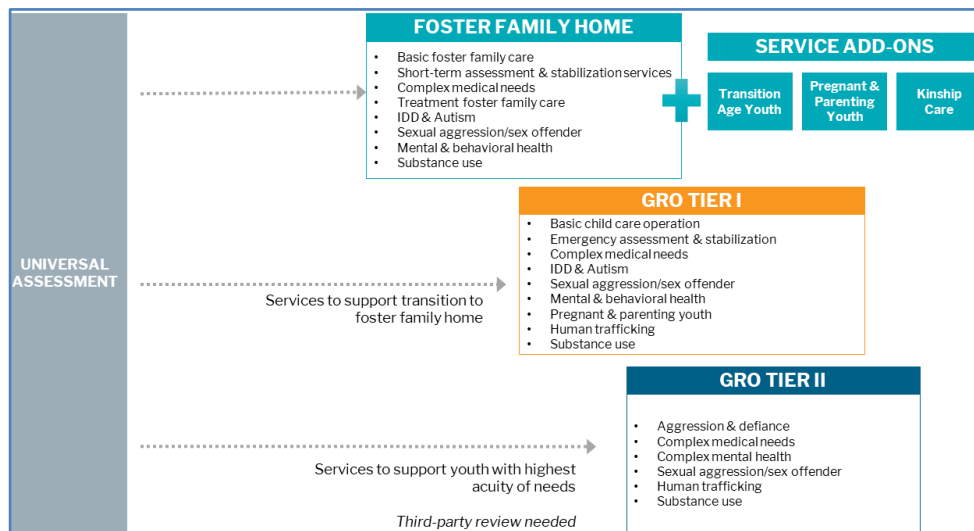 FOSTER FAMILY HOME
• Basic foster family care
• Short-term assessment & stabilization services
• Complex medical needs
• Treatment foster family care
• IDD & Autism
• Sexual aggression/sex offender
• Mental & behavioral health
• Substance use
SERVICE ADD-ONS
Transition
Age Youth
Pregnant &
Parenting
Youth
Kinship
Care
UNIVERSAL
ASSESSMENT
GRO TIER I
• Basic child care operation
• Emergency assessment & stabilization
• Complex medical needs
• IDD & Autism
• Sexual aggression/sex offender
• Mental & behavioral health
• Pregnant & parenting youth
• Human trafficking
• Substance use
Services to support transition to
foster family home
GRO TIER II
• Aggression & defiance
• Complex medical needs
• Complex mental health
• Sexual aggression/sex offender
• Human trafficking
• Substance use
Services to support youth with highest
acuity of needs
Third-party review needed